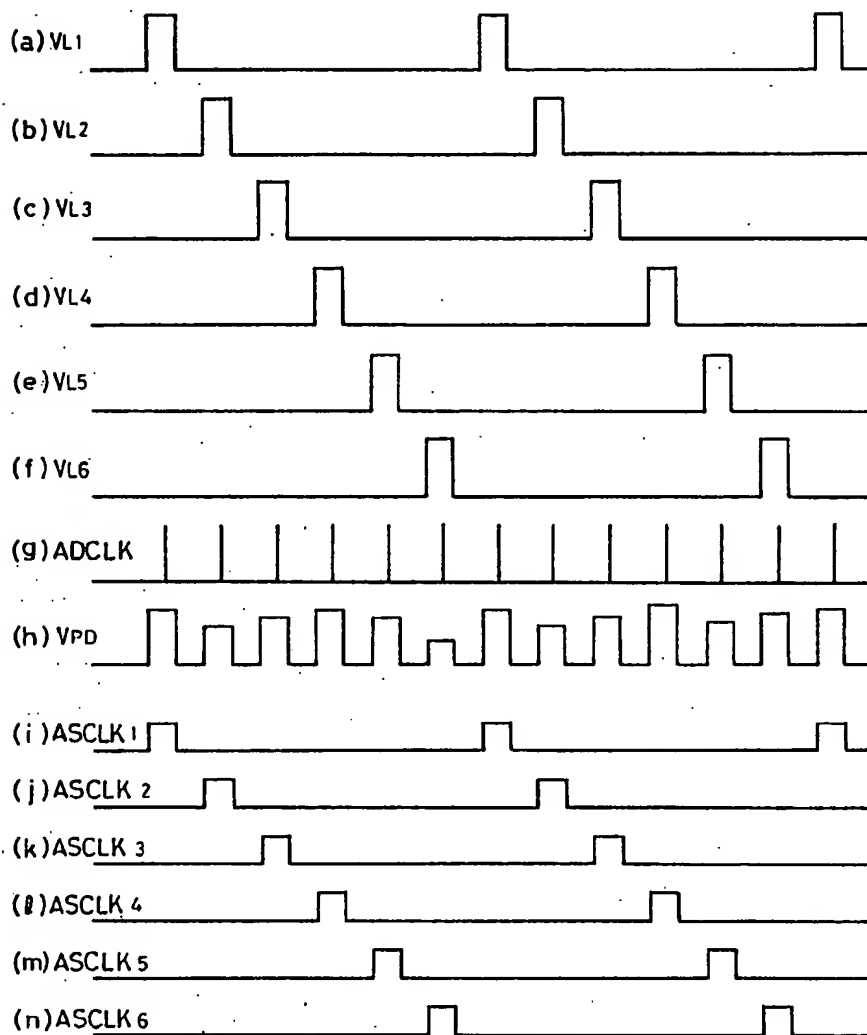 (a) VL1
(b) VL2
(c) VL3
(d) VL4
(e) VL5
(f) VL6
(g) ADCLK
(h) VPD
(i) ASCLK 1
(j) ASCLK 2
(k) ASCLK 3
(ℓ) ASCLK 4
(m) ASCLK 5
(n) ASCLK 6